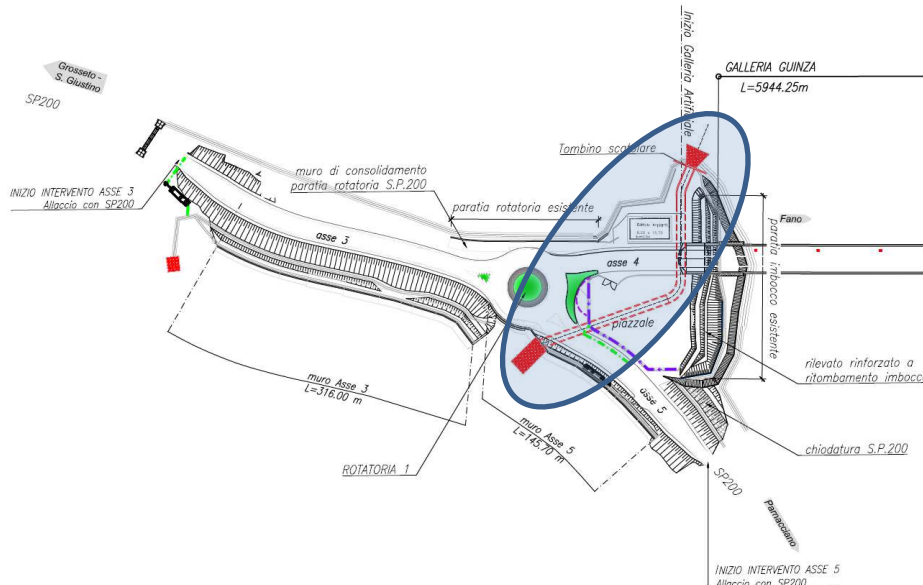 Grosseto -
S. Giustino
SP200
Inizio Galleria Artificiale
GALLERIA GUINZA
L=5944.25m
Tombino scatolare
muro di consolidamento
paratia rotatoria S.P.200
INIZIO INTERVENTO ASSE 3
Allaccio con SP200
paratia rotatoria esistente
Fano
asse 3
asse 4
paratia imbocco esistente
piazzale
rilevato rinforzato a
ritombamento imbocco
muro Asse 3
L=316.00 m
asse 5
muro Asse 5
L=145.70 m
chiodatura S.P.200
ROTATORIA 1
SP200
Parnacciano
INIZIO INTERVENTO ASSE 5
Allaccio con SP200